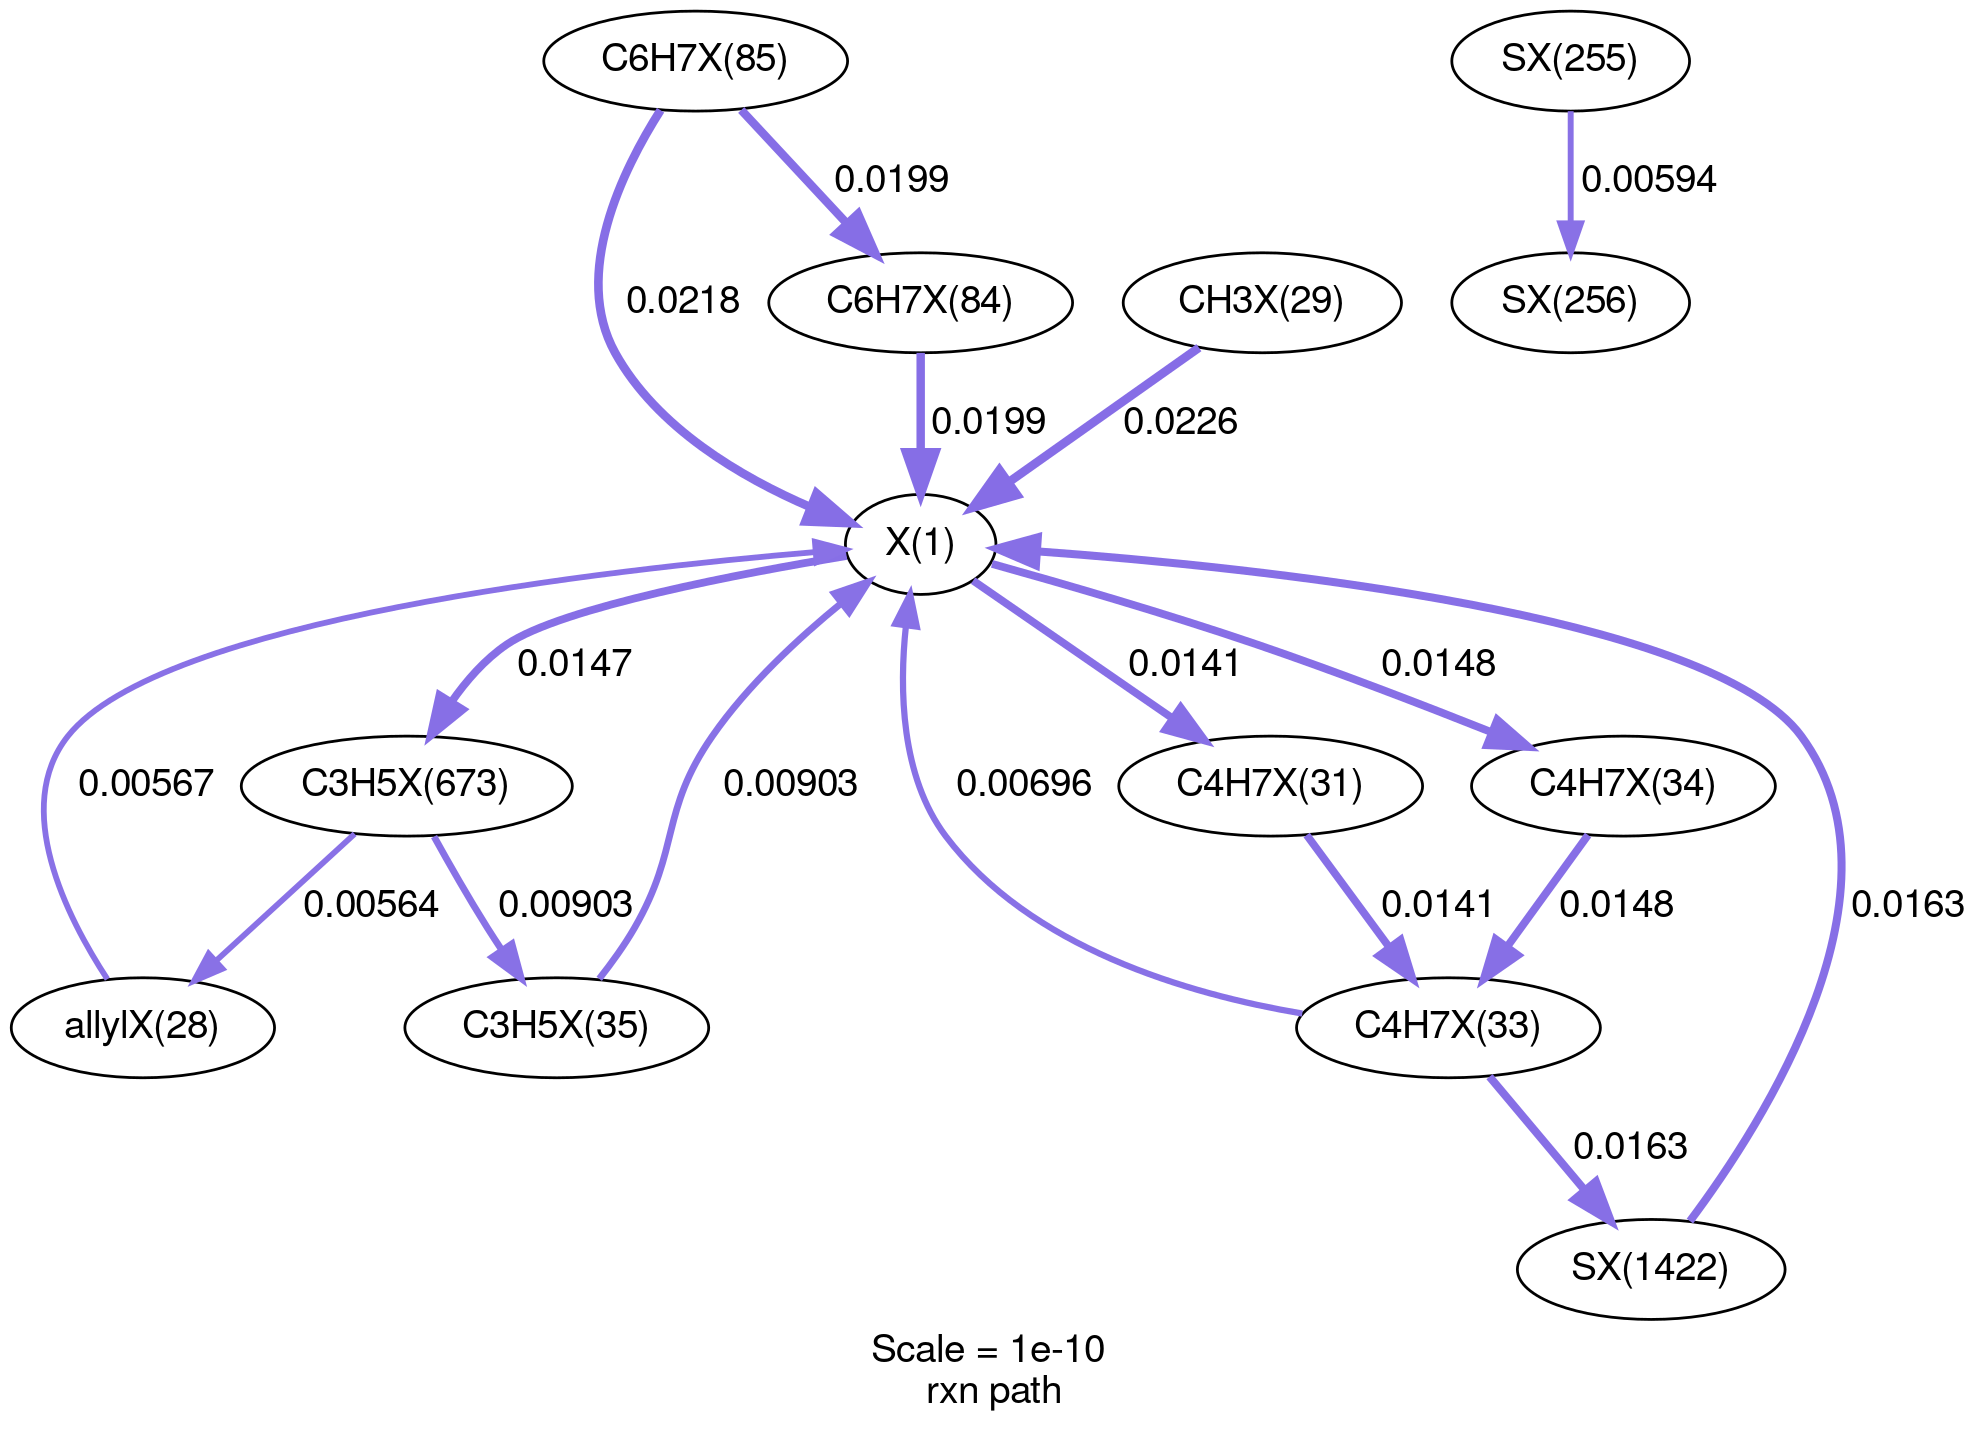 C6H7X(85)
SX(255)
0.0199
0.00594
C6H7X(84)
CH3X(29)
SX(256)
0.0218
0.0199
0.0226
X(1)
0.0147
0.0141
0.0148
0.00567
C3H5X(673)
0.00903
0.00696
C4H7X(31)
C4H7X(34)
0.00564
0.00903
0.0141
0.0148
0.0163
allylX(28)
C3H5X(35)
C4H7X(33)
0.0163
SX(1422)
Scale = 1e-10
rxn path